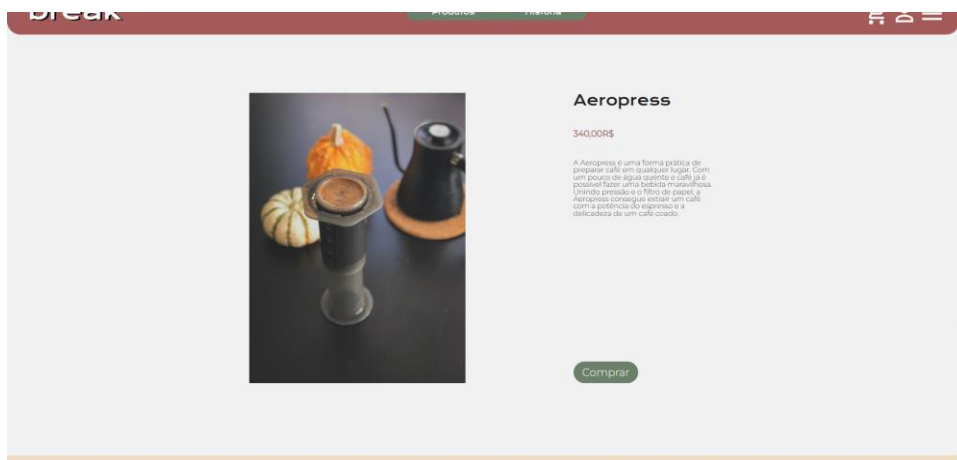 break
Produtos
História
Aeropress
340,00R$
A Aeropress é uma forma prática de
preparar café em qualquer lugar. Com
um pouco de água quente e café já é
possível fazer uma bebida maravilhosa.
Unindo pressão e o filtro de papel, a
Aeropress consegue extrair um café
com a potência do espresso e a
delicadeza de um café coado.
Comprar